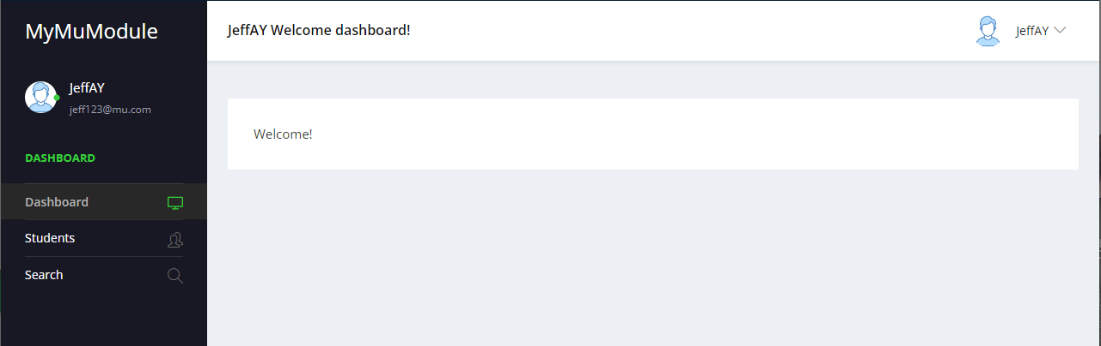 MyMuModule
JeffAY
jeff123@mu.com
DASHBOARD
Dashboard
Students
Search
JeffAY Welcome dashboard!
JeffAY
Welcome!